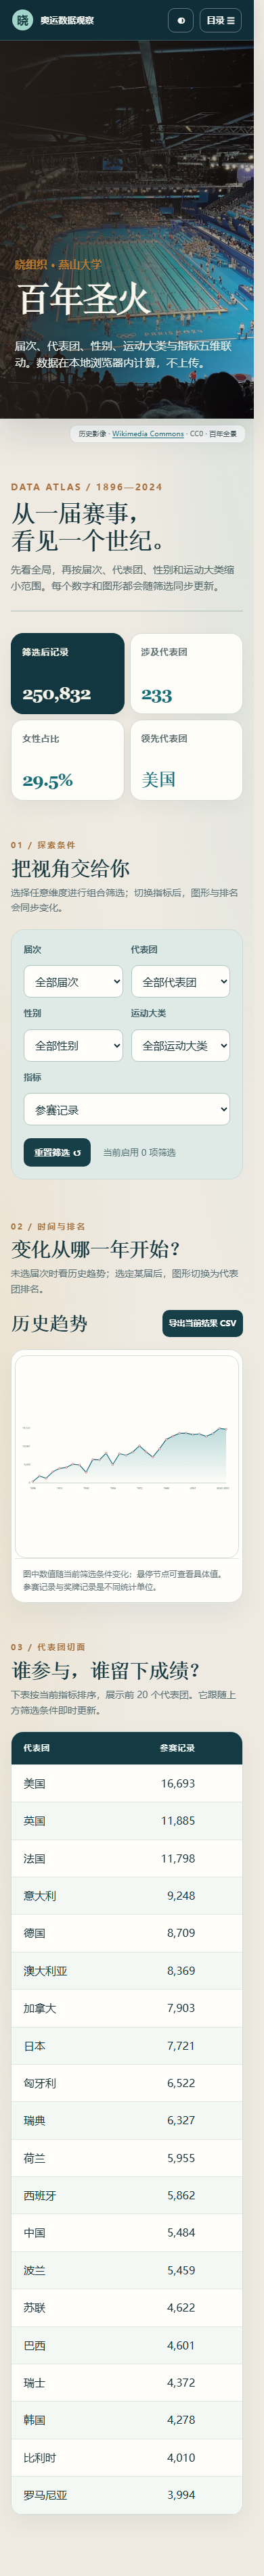 晓 奥运数据观察
目录 ☰
晓组织 · 燕山大学
百年圣火
届次、代表团、性别、运动大类与指标五维联
动。数据在本地浏览器内计算，不上传。
历史影像 · Wikimedia Commons · CC0 · 百年全景
DATA ATLAS / 1896—2024
从一届赛事，
看见一个世纪。
先看全局，再按届次、代表团、性别和运动大类缩
小范围。每个数字和图形都会随筛选同步更新。
筛选后记录
250,832
涉及代表团
233
女性占比
29.5%
领先代表团
美国
01 / 探索条件
把视角交给你
选择任意维度进行组合筛选；切换指标后，图形与排名
会同步变化。
届次
代表团
全部届次
全部代表团
性别
运动大类
全部性别
全部运动大类
指标
参赛记录
重置筛选 ↺
当前启用 0 项筛选
02 / 时间与排名
变化从哪一年开始？
未选届次时看历史趋势；选定某届后，图形切换为代表
团排名。
历史趋势
导出当前结果 CSV
图中数值随当前筛选条件变化；悬停节点可查看具体值。
参赛记录与奖牌记录是不同统计单位。
03 / 代表团切面
谁参与，谁留下成绩？
下表按当前指标排序，展示前 20 个代表团。它跟随上
方筛选条件即时更新。
代表团 参赛记录
美国 16,693
英国 11,885
法国 11,798
意大利 9,248
德国 8,709
澳大利亚 8,369
加拿大 7,903
日本 7,721
匈牙利 6,522
瑞典 6,327
荷兰 5,955
西班牙 5,862
中国 5,484
波兰 5,459
苏联 4,622
巴西 4,601
瑞士 4,372
韩国 4,278
比利时 4,010
罗马尼亚 3,994